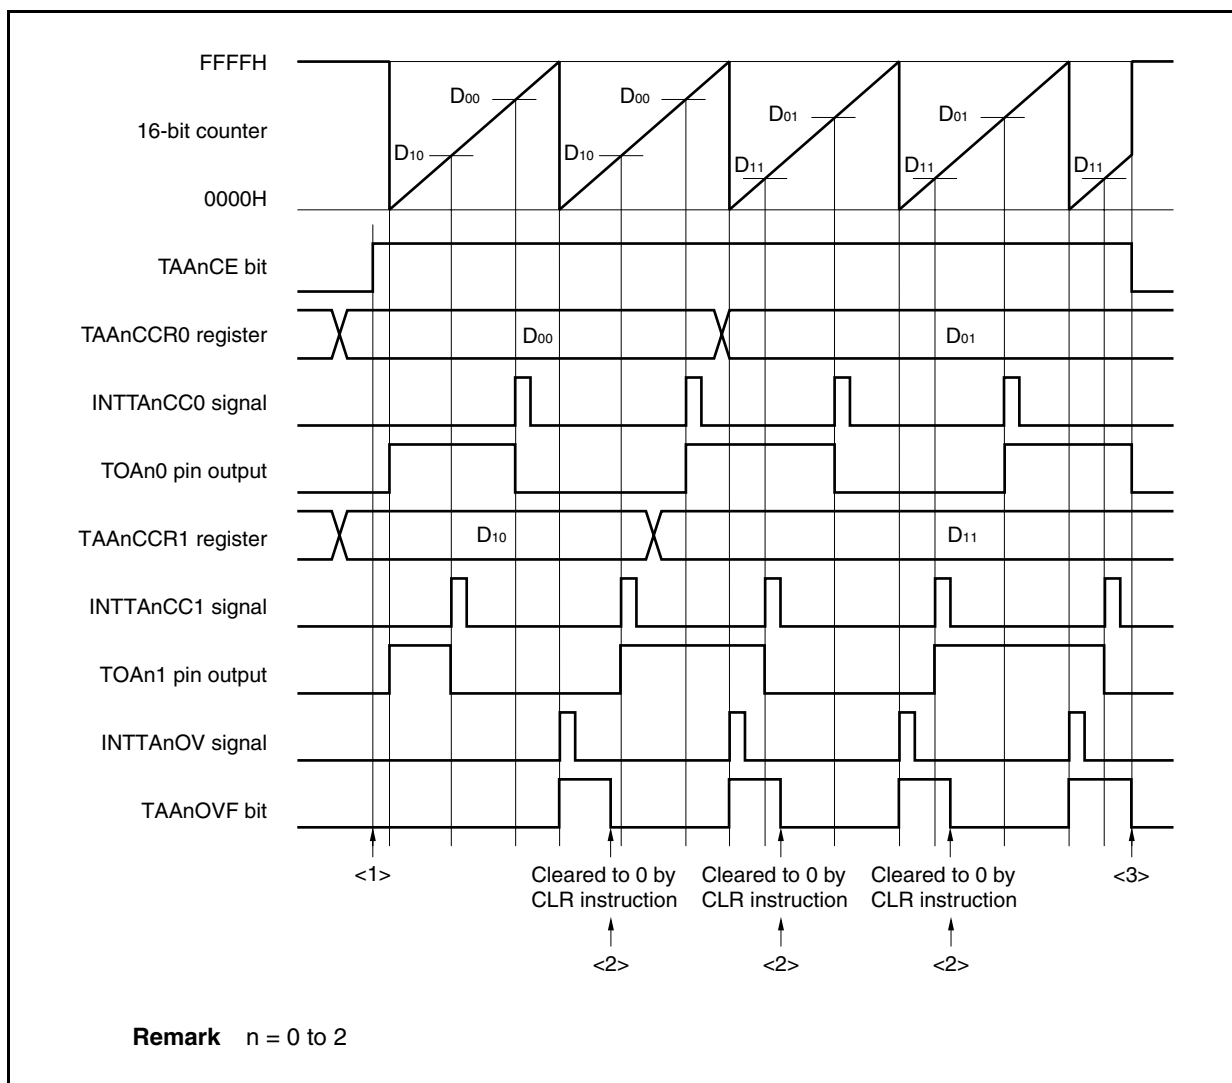 FFFFH
D00
D00
D01
D01
16-bit counter
D10
D10
D11
D11
D11
0000H
TAAnCE bit
TAAnCCR0 register
D00
D01
INTTAnCC0 signal
TOAn0 pin output
TAAnCCR1 register
D10
D11
INTTAnCC1 signal
TOAn1 pin output
INTTAnOV signal
TAAnOVF bit
<1>
Cleared to 0 by
CLR instruction
Cleared to 0 by
CLR instruction
Cleared to 0 by
CLR instruction
<3>
<2>
<2>
<2>
Remark n = 0 to 2